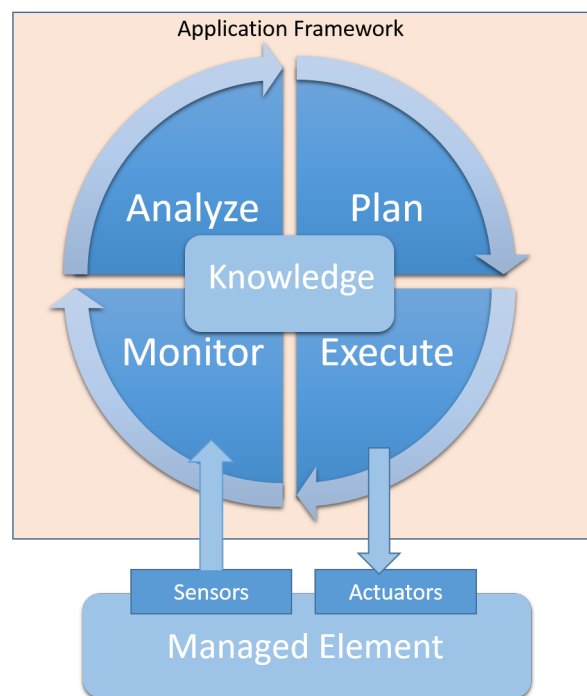 Application Framework
Analyze
Plan
Knowledge
Monitor
Execute
Sensors
Actuators
Managed Element